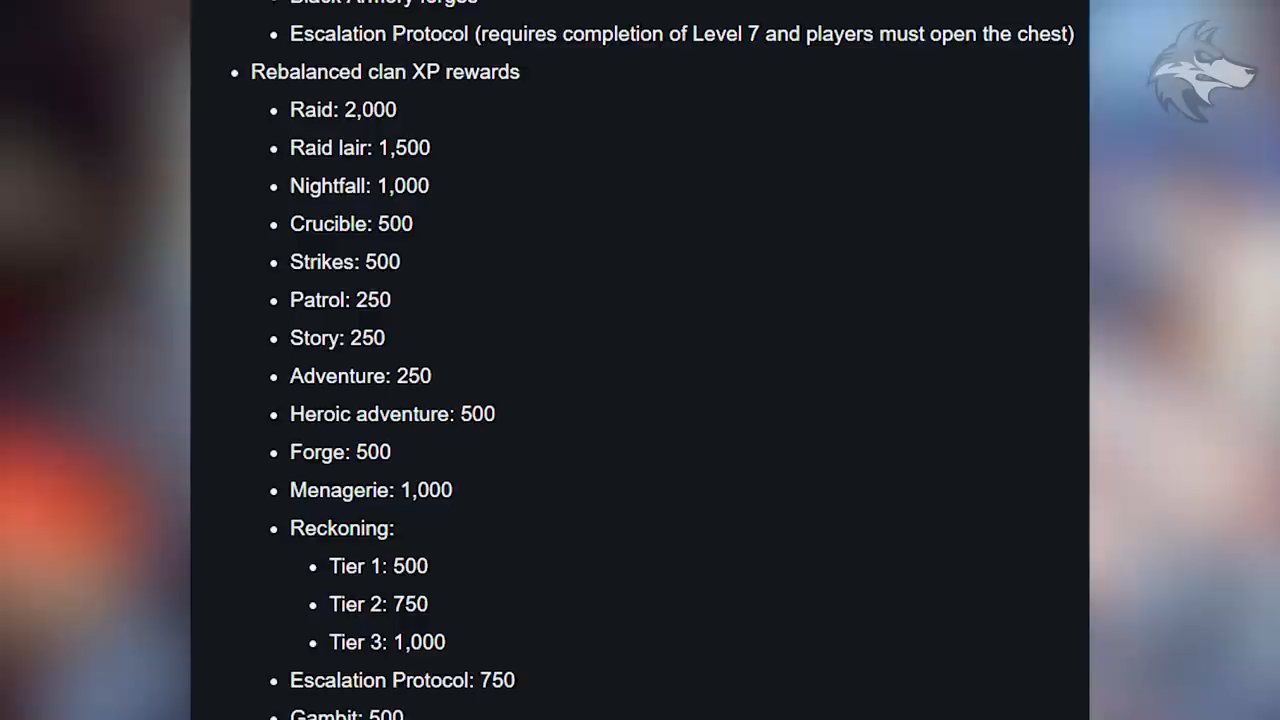 Black Armory forges
Escalation Protocol (requires completion of Level 7 and players must open the chest)
Rebalanced clan XP rewards
Raid: 2,000
Raid lair: 1,500
Nightfall: 1,000
Crucible: 500
Strikes: 500
Patrol: 250
Story: 250
Adventure: 250
Heroic adventure: 500
Forge: 500
Menagerie: 1,000
Reckoning:
Tier 1: 500
Tier 2: 750
Tier 3: 1,000
Escalation Protocol: 750
Gambit: 500